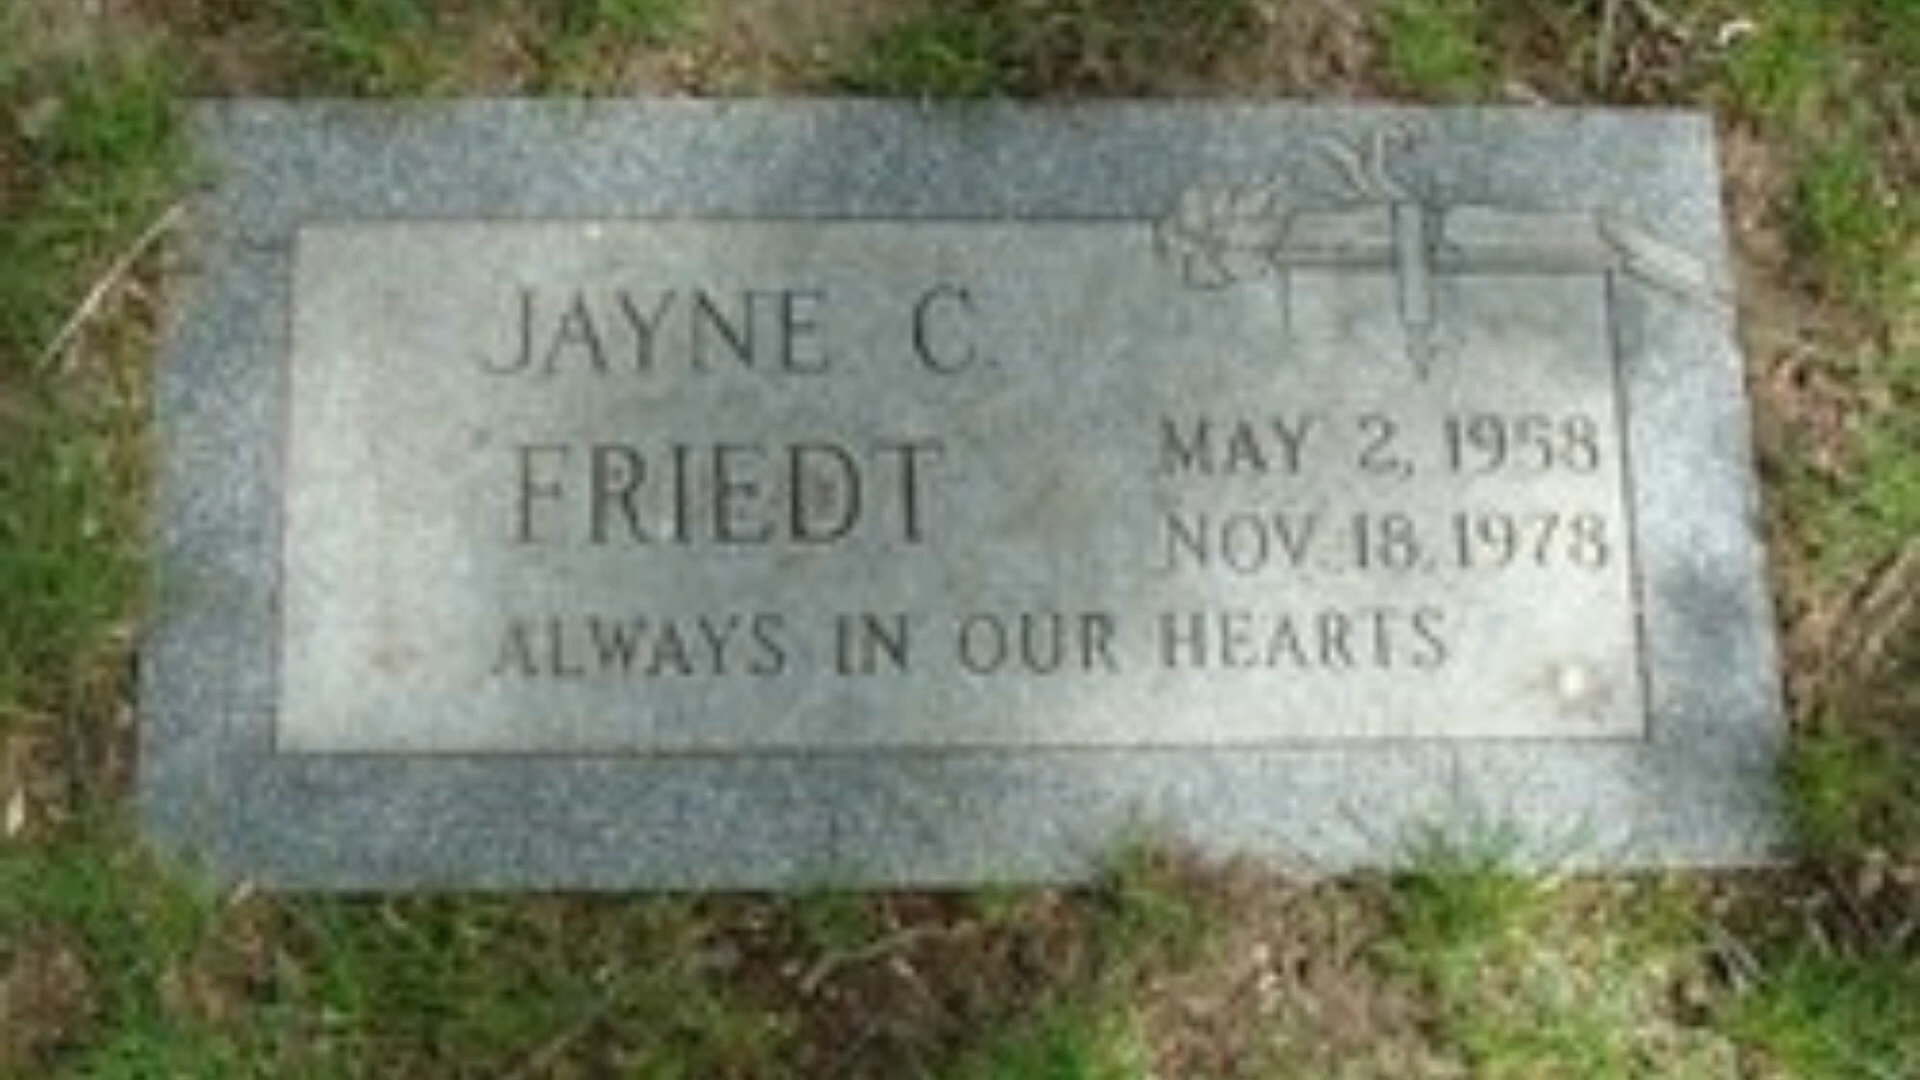 JAYNE C.
FRIEDT
MAY 2, 1958
NOV. 18, 1978
ALWAYS IN OUR HEARTS